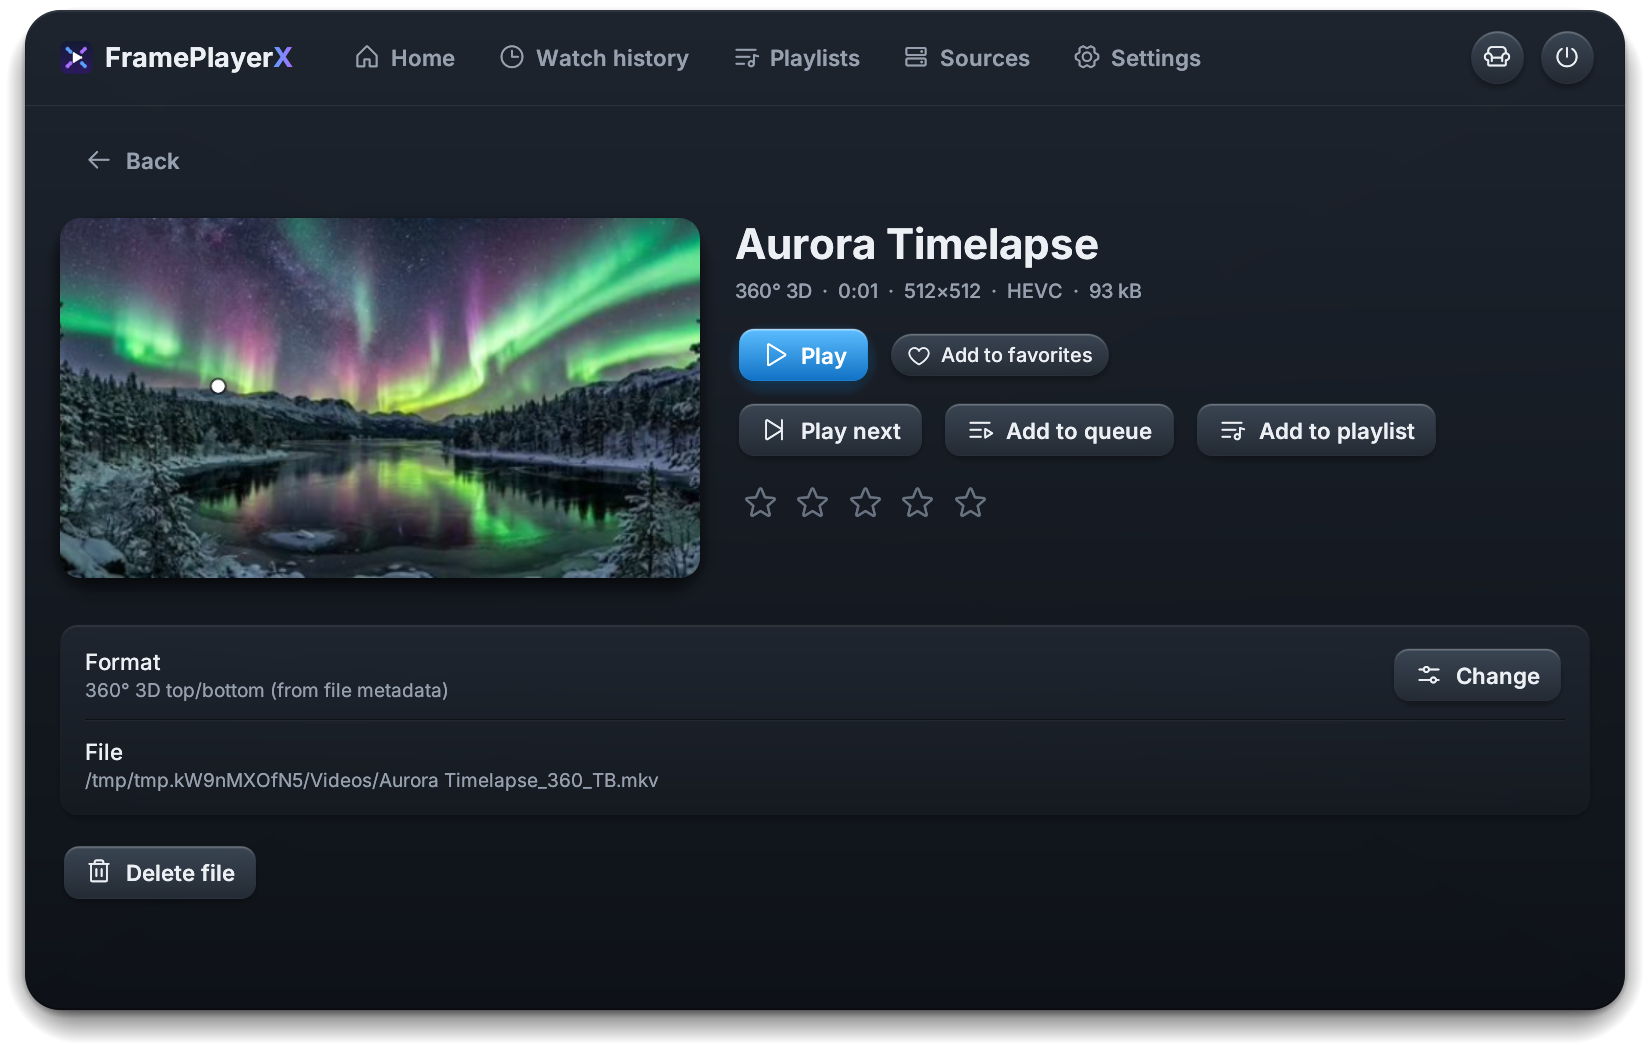 FramePlayerX
Home
Watch history
Playlists
Sources
Settings
Back
Aurora Timelapse
360° 3D · 0:01 · 512×512 · HEVC · 93 kB
Play
Add to favorites
Play next
Add to queue
Add to playlist
Format
360° 3D top/bottom (from file metadata)
Change
File
/tmp/tmp.kW9nMXOfN5/Videos/Aurora Timelapse_360_TB.mkv
Delete file